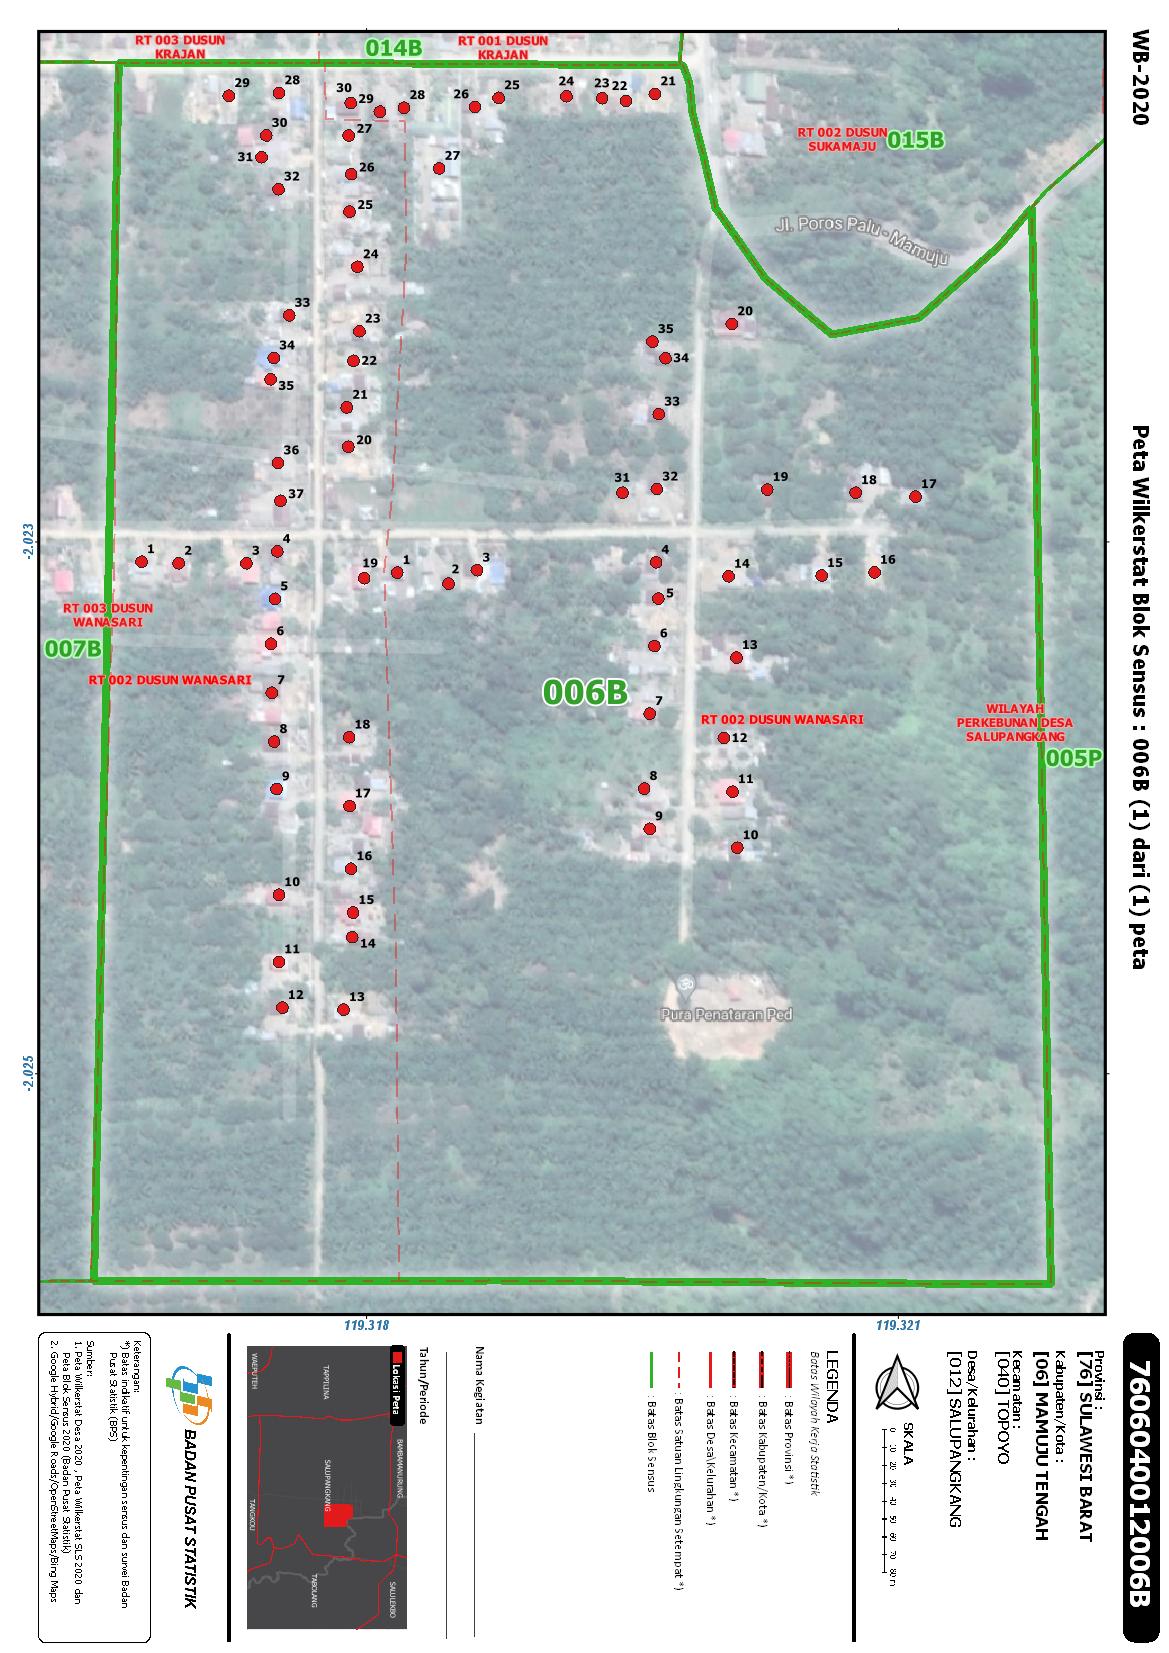 WB-2020
Peta Wilkerstat Blok Sensus : 006B (1) dari (1) peta
RT 003 DUSUN
KRAJAN
014B
RT 001 DUSUN
KRAJAN
RT 002 DUSUN
SUKAMAJU
015B
Jl. Poros Palu - Mamuju
29
28
30
29
28
26
25
24
23
22
21
30
31
32
27
26
25
27
24
33
23
34
22
35
21
20
36
37
35
34
20
33
31
32
19
18
17
1
2
3
4
19
1
2
3
4
14
15
16
5
5
6
6
13
RT 003 DUSUN
WANASARI
007B
RT 002 DUSUN WANASARI
7
006B
7
RT 002 DUSUN WANASARI
WILAYAH
PERKEBUNAN DESA
SALUPANGKANG
005P
8
18
12
9
17
8
11
9
10
16
10
15
14
11
12
13
Pura Penataran Ped
-2.023
-2.025
119.318
119.321
7606040012006B
Provinsi :
[76] SULAWESI BARAT
Kabupaten/Kota :
[06] MAMUJU TENGAH
Kecamatan :
[040] TOPOYO
Desa/Kelurahan :
[012] SALUPANGKANG
SKALA
0 10 20 30 40 50 60 70 80 m
LEGENDA
Batas Wilayah Kerja Statistik
: Batas Provinsi *)
: Batas Kabupaten/Kota *)
: Batas Kecamatan *)
: Batas Desa\Kelurahan *)
: Batas Satuan Lingkungan Setempat *)
: Batas Blok Sensus
Nama Kegiatan
Tahun/Periode
Lokasi Peta
BAMBAMANURUNG
SALULEKBO
TAPPILINA
SALUPANGKANG
TABOLANG
WAEPUTEH
TANGKOU
BADAN PUSAT STATISTIK
Keterangan:
*) Batas indikatif untuk kepentingan sensus dan survei Badan
Pusat Statistik (BPS)
Sumber:
1. Peta Wilkerstat Desa 2020 , Peta Wilkerstat SLS 2020 dan
Peta Blok Sensus 2020 (Badan Pusat Statistik)
2. Google Hybrid/Google Roads/OpenStreetMaps/Bing Maps